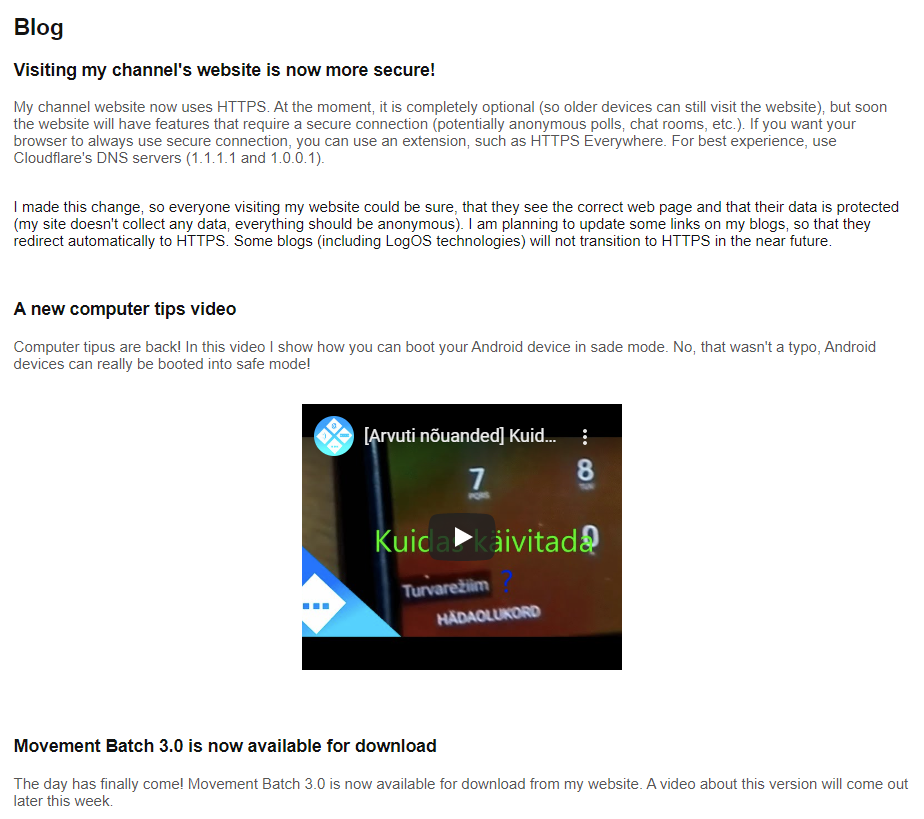 Blog
Visiting my channel's website is now more secure!
My channel website now uses HTTPS. At the moment, it is completely optional (so older devices can still visit the website), but soon
the website will have features that require a secure connection (potentially anonymous polls, chat rooms, etc.). If you want your
browser to always use secure connection, you can use an extension, such as HTTPS Everywhere. For best experience, use
Cloudflare's DNS servers (1.1.1.1 and 1.0.0.1).
I made this change, so everyone visiting my website could be sure, that they see the correct web page and that their data is protected
(my site doesn't collect any data, everything should be anonymous). I am planning to update some links on my blogs, so that they
redirect automatically to HTTPS. Some blogs (including LogOS technologies) will not transition to HTTPS in the near future.
A new computer tips video
Computer tipus are back! In this video I show how you can boot your Android device in sade mode. No, that wasn't a typo, Android
devices can really be booted into safe mode!
[Arvuti nõuanded] Kuid...
7 8
PQRS TUV
Kuidas käivitada
Turvarežiim ?
HÄDAOLUKORD
Movement Batch 3.0 is now available for download
The day has finally come! Movement Batch 3.0 is now available for download from my website. A video about this version will come out
later this week.